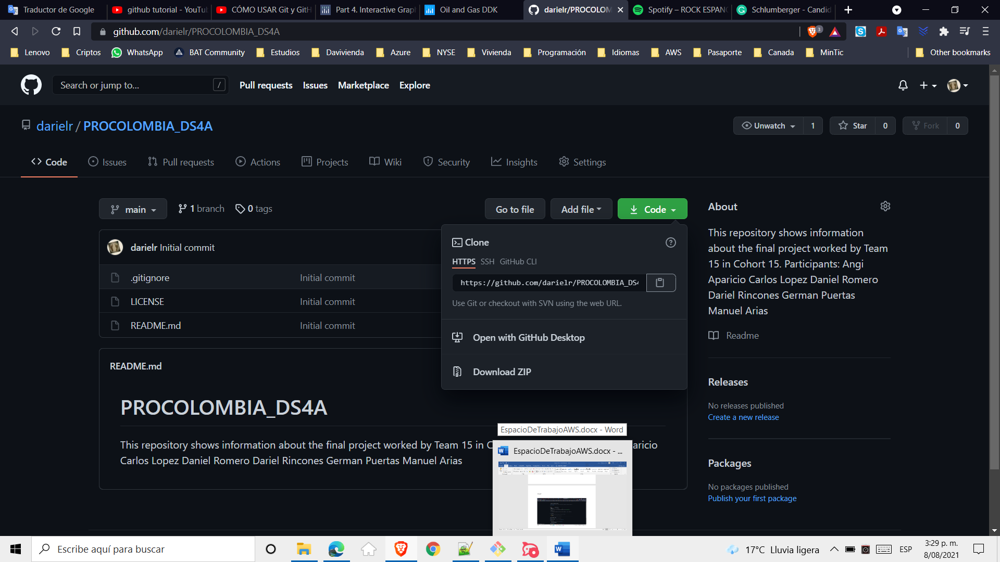 Traductor de Google
github tutorial - YouTu
CÓMO USAR Git y GitH
Part 4. Interactive Grap
Oil and Gas DDK
darielr/PROCOLOM
Spotify – ROCK ESPAÑ
Schlumberger - Candid
github.com/darielr/PROCOLOMBIA_DS4A
3
Lenovo
Criptos
WhatsApp
BAT Community
Estudios
Davivienda
Azure
NYSE
Vivienda
Programación
Idiomas
AWS
Pasaporte
Canada
MinTic
Other bookmarks
Search or jump to...
/
Pull requests
Issues
Marketplace
Explore
darielr / PROCOLOMBIA_DS4A
Unwatch
1
Star
0
Fork
0
Code
Issues
Pull requests
Actions
Projects
Wiki
Security
Insights
Settings
main
1 branch
0 tags
Go to file
Add file
Code
darielr Initial commit
.gitignore
Initial commit
LICENSE
Initial commit
README.md
Initial commit
Clone
HTTPS
SSH
GitHub CLI
https://github.com/darielr/PROCOLOMBIA_DS4
Use Git or checkout with SVN using the web URL.
Open with GitHub Desktop
Download ZIP
README.md
PROCOLOMBIA_DS4A
This repository shows information about the final project worked by Team 15 in C
aricio
Carlos Lopez Daniel Romero Dariel Rincones German Puertas Manuel Arias
About
This repository shows information
about the final project worked by Team
15 in Cohort 15. Participants: Angi
Aparicio Carlos Lopez Daniel Romero
Dariel Rincones German Puertas
Manuel Arias
Readme
Releases
No releases published
Create a new release
Packages
No packages published
Publish your first package
EspacioDeTrabajoAWS.docx - Word
EspacioDeTrabajoAWS.docx - ...
Escribe aquí para buscar
17°C Lluvia ligera
ESP
3:29 p. m.
8/08/2021